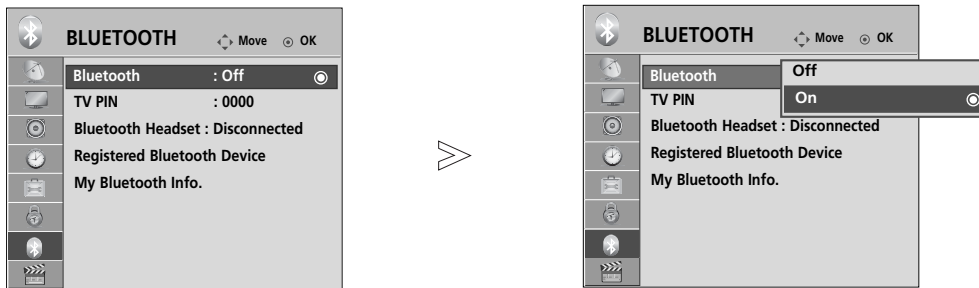 BLUETOOTH Move OK
Bluetooth : Off
TV PIN : 0000
Bluetooth Headset : Disconnected
Registered Bluetooth Device
My Bluetooth Info.
BLUETOOTH Move OK
Bluetooth Off
On
TV PIN
Bluetooth Headset : Disconnected
Registered Bluetooth Device
My Bluetooth Info.